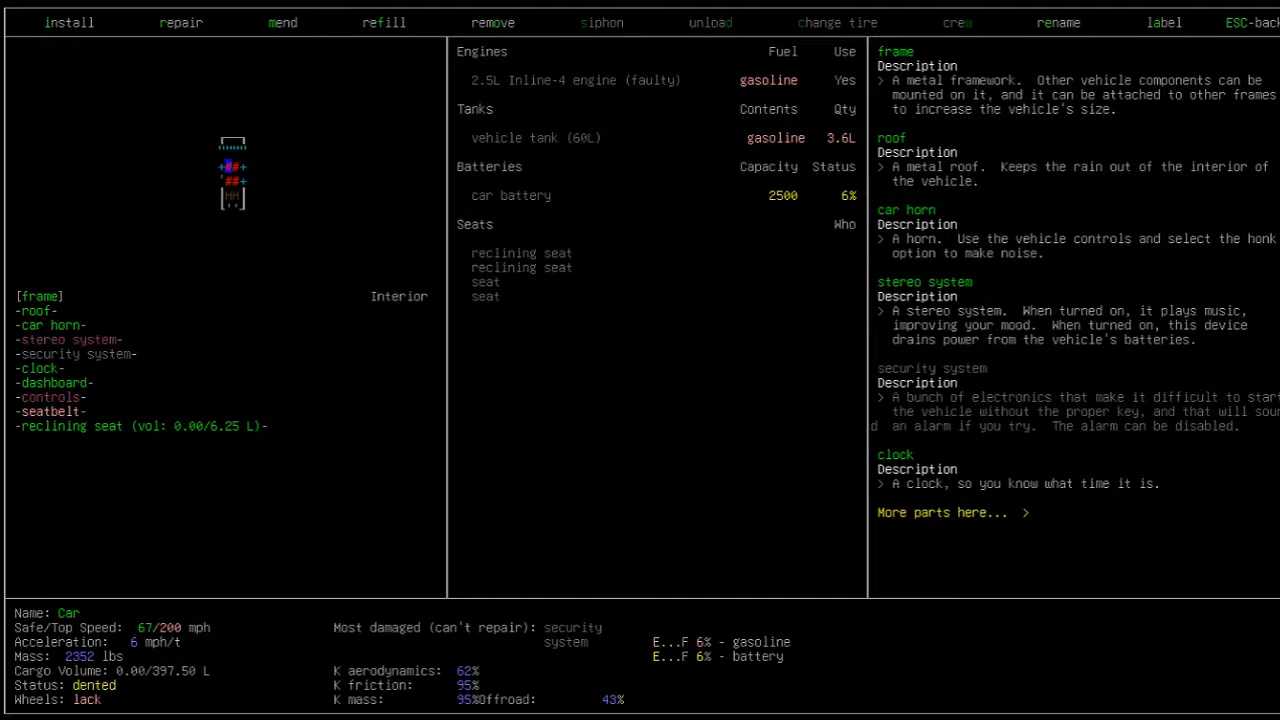 install repair mend refill remove siphon unload change tire crew rename label ESC-back
Engines Fuel Use
2.5L Inline-4 engine (faulty) gasoline Yes
Tanks Contents Qty
vehicle tank (60L) gasoline 3.6L
Batteries Capacity Status
car battery 2500 6%
Seats Who
reclining seat
reclining seat
seat
seat
[frame] Interior
-roof-
-car horn-
-stereo system-
-security system-
-clock-
-dashboard-
-controls-
-seatbelt-
-reclining seat (vol: 0.00/6.25 L)-
frame
Description
> A metal framework. Other vehicle components can be
mounted on it, and it can be attached to other frames
to increase the vehicle's size.
roof
Description
> A metal roof. Keeps the rain out of the interior of
the vehicle.
car horn
Description
> A horn. Use the vehicle controls and select the honk
option to make noise.
stereo system
Description
> A stereo system. When turned on, it plays music,
improving your mood. When turned on, this device
drains power from the vehicle's batteries.
security system
Description
> A bunch of electronics that make it difficult to start
the vehicle without the proper key, and that will soun
d an alarm if you try. The alarm can be disabled.
clock
Description
> A clock, so you know what time it is.
More parts here... >
Name: Car
Safe/Top Speed: 67/200 mph
Acceleration: 6 mph/t
Mass: 2352 lbs
Cargo Volume: 0.00/397.50 L
Status: dented
Wheels: lack
Most damaged (can't repair): security
system
K aerodynamics: 62%
K friction: 95%
K mass: 95%Offroad: 43%
E...F 6% - gasoline
E...F 6% - battery